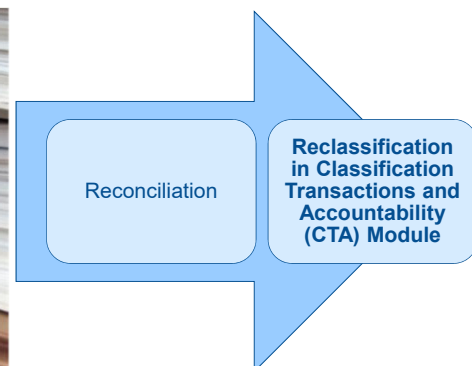 Reconciliation
Reclassification
in Classification
Transactions and
Accountability
(CTA) Module